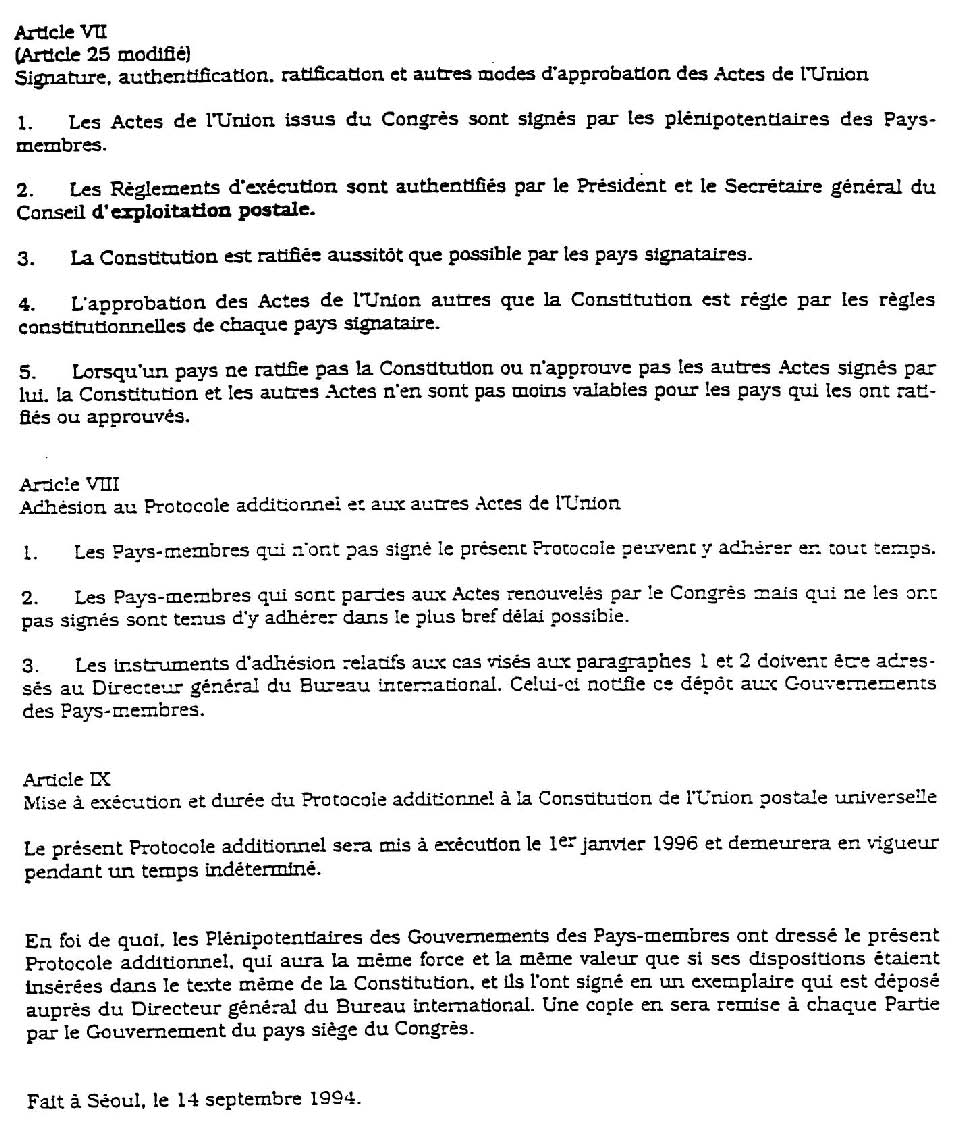 Article VII
(Article 25 modifié)
Signature, authentification, ratification et autres modes d'approbation des Actes de l'Union
1. Les Actes de l'Union issus du Congrès sont signés par les plénipotentiaires des Pays-
membres.
2. Les Règlements d'exécution sont authentifiés par le Président et le Secrétaire général du
Conseil d'exploitation postale.
3. La Constitution est ratifiée aussitôt que possible par les pays signataires.
4. L'approbation des Actes de l'Union autres que la Constitution est régie par les règles
constitutionnelles de chaque pays signataire.
5. Lorsqu'un pays ne ratifie pas la Constitution ou n'approuve pas les autres Actes signés par
lui, la Constitution et les autres Actes n'en sont pas moins valables pour les pays qui les ont rati-
fiés ou approuvés.
Article VIII
Adhésion au Protocole additionnel et aux autres Actes de l'Union
1. Les Pays-membres qui n'ont pas signé le présent Protocole peuvent y adhérer en tout temps.
2. Les Pays-membres qui sont parties aux Actes renouvelés par le Congrès mais qui ne les ont
pas signés sont tenus d'y adhérer dans le plus bref délai possible.
3. Les instruments d'adhésion relatifs aux cas visés aux paragraphes 1 et 2 doivent être adres-
sés au Directeur général du Bureau international. Celui-ci notifie ce dépôt aux Gouvernements
des Pays-membres.
Article IX
Mise à exécution et durée du Protocole additionnel à la Constitution de l'Union postale universelle
Le présent Protocole additionnel sera mis à exécution le 1er janvier 1996 et demeurera en vigueur
pendant un temps indéterminé.
En foi de quoi, les Plénipotentiaires des Gouvernements des Pays-membres ont dressé le présent
Protocole additionnel, qui aura la même force et la même valeur que si ses dispositions étaient
insérées dans le texte même de la Constitution, et ils l'ont signé en un exemplaire qui est déposé
auprès du Directeur général du Bureau international. Une copie en sera remise à chaque Partie
par le Gouvernement du pays siège du Congrès.
Fait à Séoul, le 14 septembre 1994.